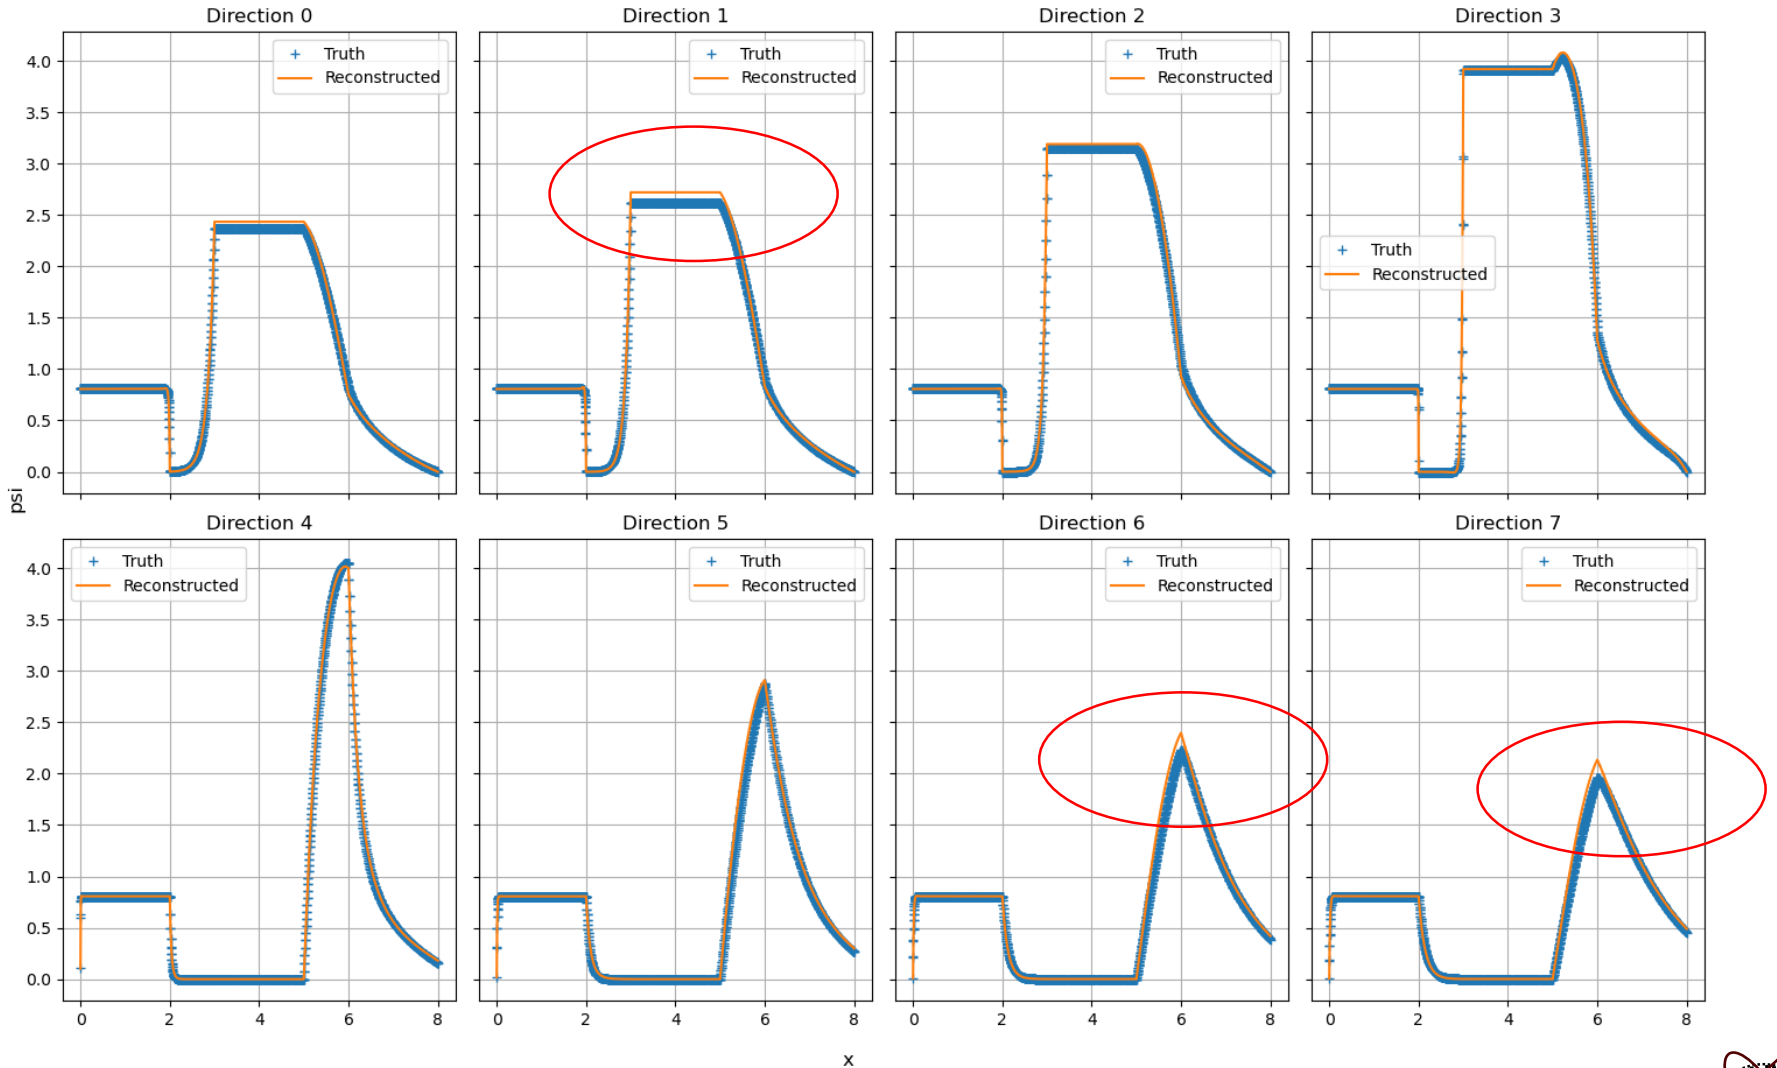 Direction 0
Direction 1
Direction 2
Direction 3
Truth
Reconstructed
Truth
Reconstructed
Truth
Reconstructed
Truth
Reconstructed
4.0
3.5
3.0
2.5
2.0
1.5
1.0
0.5
0.0
psi
Direction 4
Direction 5
Direction 6
Direction 7
Truth
Reconstructed
Truth
Reconstructed
Truth
Reconstructed
Truth
Reconstructed
4.0
3.5
3.0
2.5
2.0
1.5
1.0
0.5
0.0
0 2 4 6 8
0 2 4 6 8
0 2 4 6 8
0 2 4 6 8
x